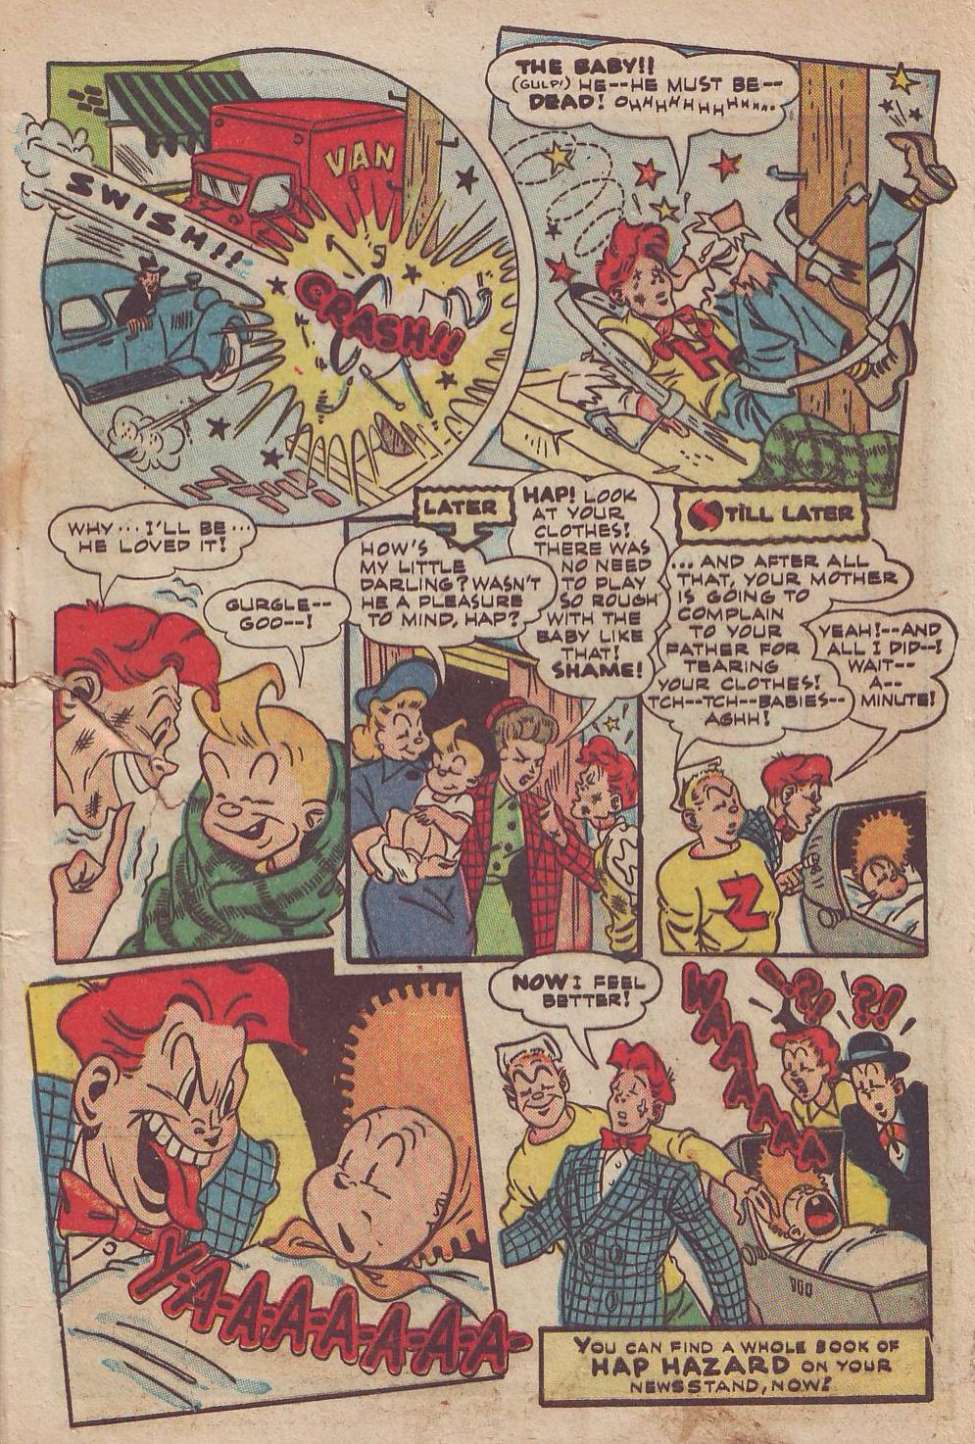 SWISH!!
VAN
CRASH!!
THE BABY!!
(GULP!) HE--HE MUST BE--
DEAD! OHHHHHHHH....
H
WHY...I'LL BE...
HE LOVED IT!
GURGLE--
GOO--!
LATER
HOW'S
MY LITTLE
DARLING? WASN'T
HE A PLEASURE
TO MIND, HAP?
HAP! LOOK
AT YOUR
CLOTHES!
THERE WAS
NO NEED
TO PLAY
SO ROUGH
WITH THE
BABY LIKE
THAT!
SHAME!
STILL LATER
...AND AFTER ALL
THAT, YOUR MOTHER
IS GOING TO
COMPLAIN
TO YOUR
FATHER FOR
TEARING
YOUR CLOTHES!
TCH--TCH--BABIES--
AGHH!
YEAH!--AND
ALL I DID--!
WAIT--
A--
MINUTE!
Z
Y-A-A-A-A-A-A-A-
NOW I FEEL
BETTER!
WAAAAAAA
!?! ?!
YOU CAN FIND A WHOLE BOOK OF
HAP HAZARD ON YOUR
NEWSSTAND, NOW!